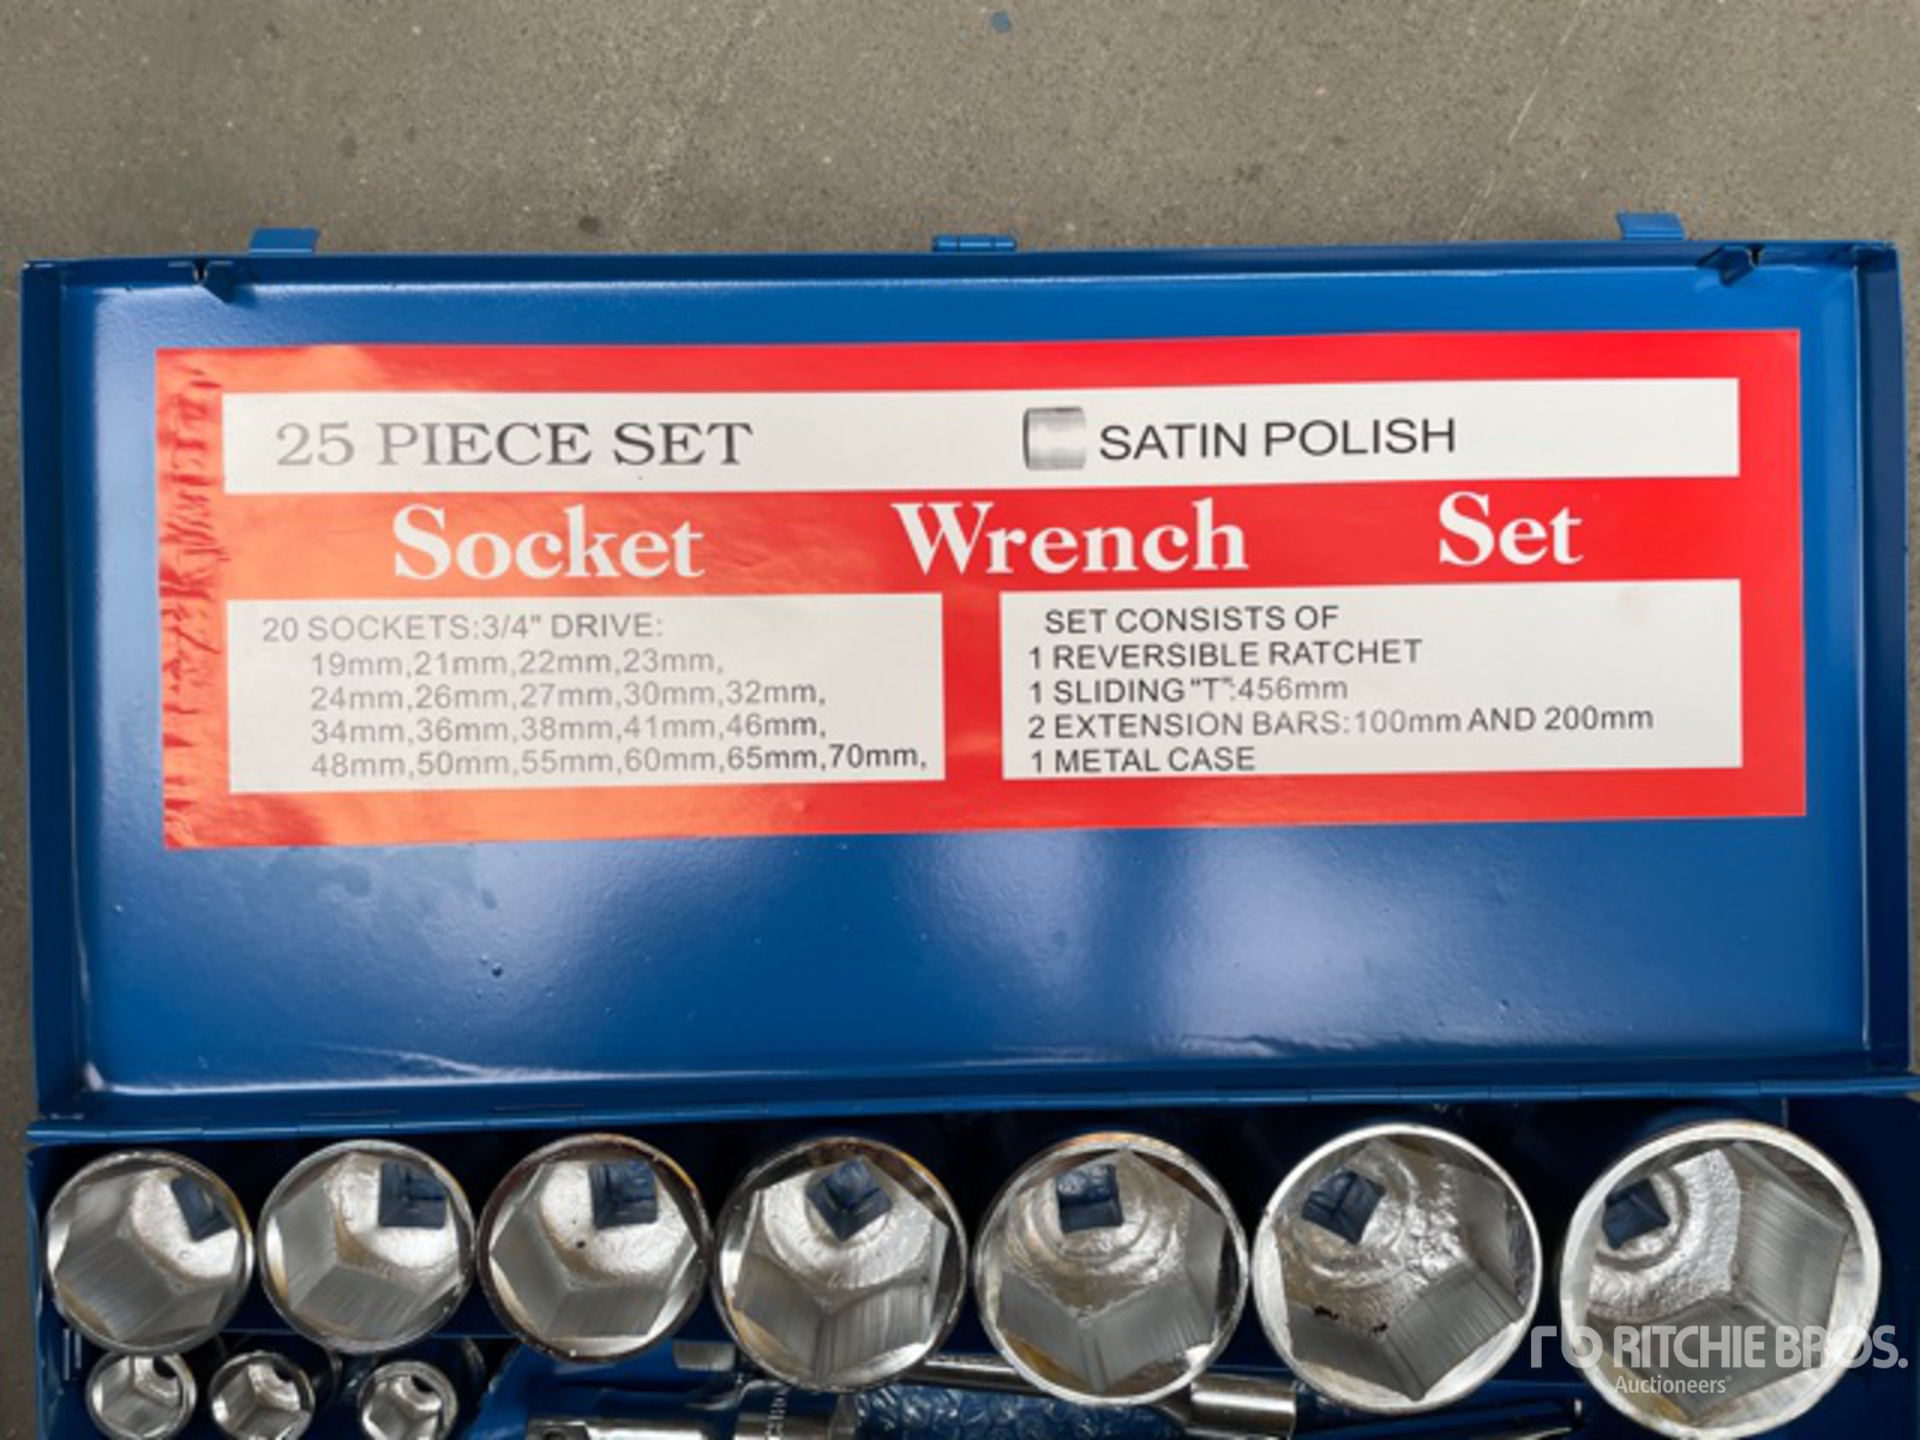 25 PIECE SET SATIN POLISH
Socket Wrench Set
20 SOCKETS:3/4" DRIVE:
19mm,21mm,22mm,23mm,
24mm,26mm,27mm,30mm,32mm,
34mm,36mm,38mm,41mm,46mm,
48mm,50mm,55mm,60mm,65mm,70mm,
SET CONSISTS OF
1 REVERSIBLE RATCHET
1 SLIDING "T":456mm
2 EXTENSION BARS:100mm AND 200mm
1 METAL CASE
RITCHIE BROS.
Auctioneers